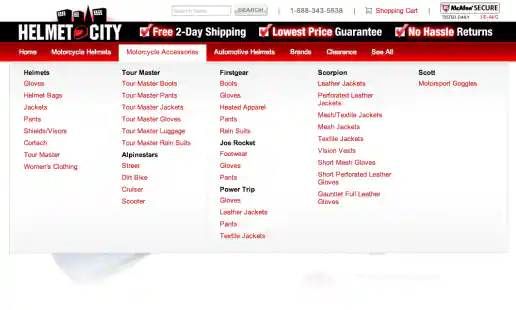 Search Items
SEARCH
|
1-888-343-5638
|
Shopping Cart
|
McAfee SECURE
TESTED DAILY
HELMET CITY
Free 2-Day Shipping
Lowest Price Guarantee
No Hassle Returns
Home
Motorcycle Helmets
Motorcycle Accessories
Automotive Helmets
Brands
Clearance
See All
Helmets
Gloves
Helmet Bags
Jackets
Pants
Shields/Visors
Cortech
Tour Master
Women's Clothing
Tour Master
Tour Master Boots
Tour Master Pants
Tour Master Jackets
Tour Master Gloves
Tour Master Luggage
Tour Master Rain Suits
Alpinestars
Street
Dirt Bike
Cruiser
Scooter
Firstgear
Boots
Gloves
Heated Apparel
Pants
Rain Suits
Joe Rocket
Footwear
Gloves
Pants
Power Trip
Gloves
Leather Jackets
Pants
Textile Jackets
Scorpion
Leather Jackets
Perforated Leather
Jackets
Mesh/Textile Jackets
Mesh Jackets
Textile Jackets
Vision Vests
Short Mesh Gloves
Short Perforated Leather
Gloves
Gauntlet Full Leather
Gloves
Scott
Motorsport Goggles